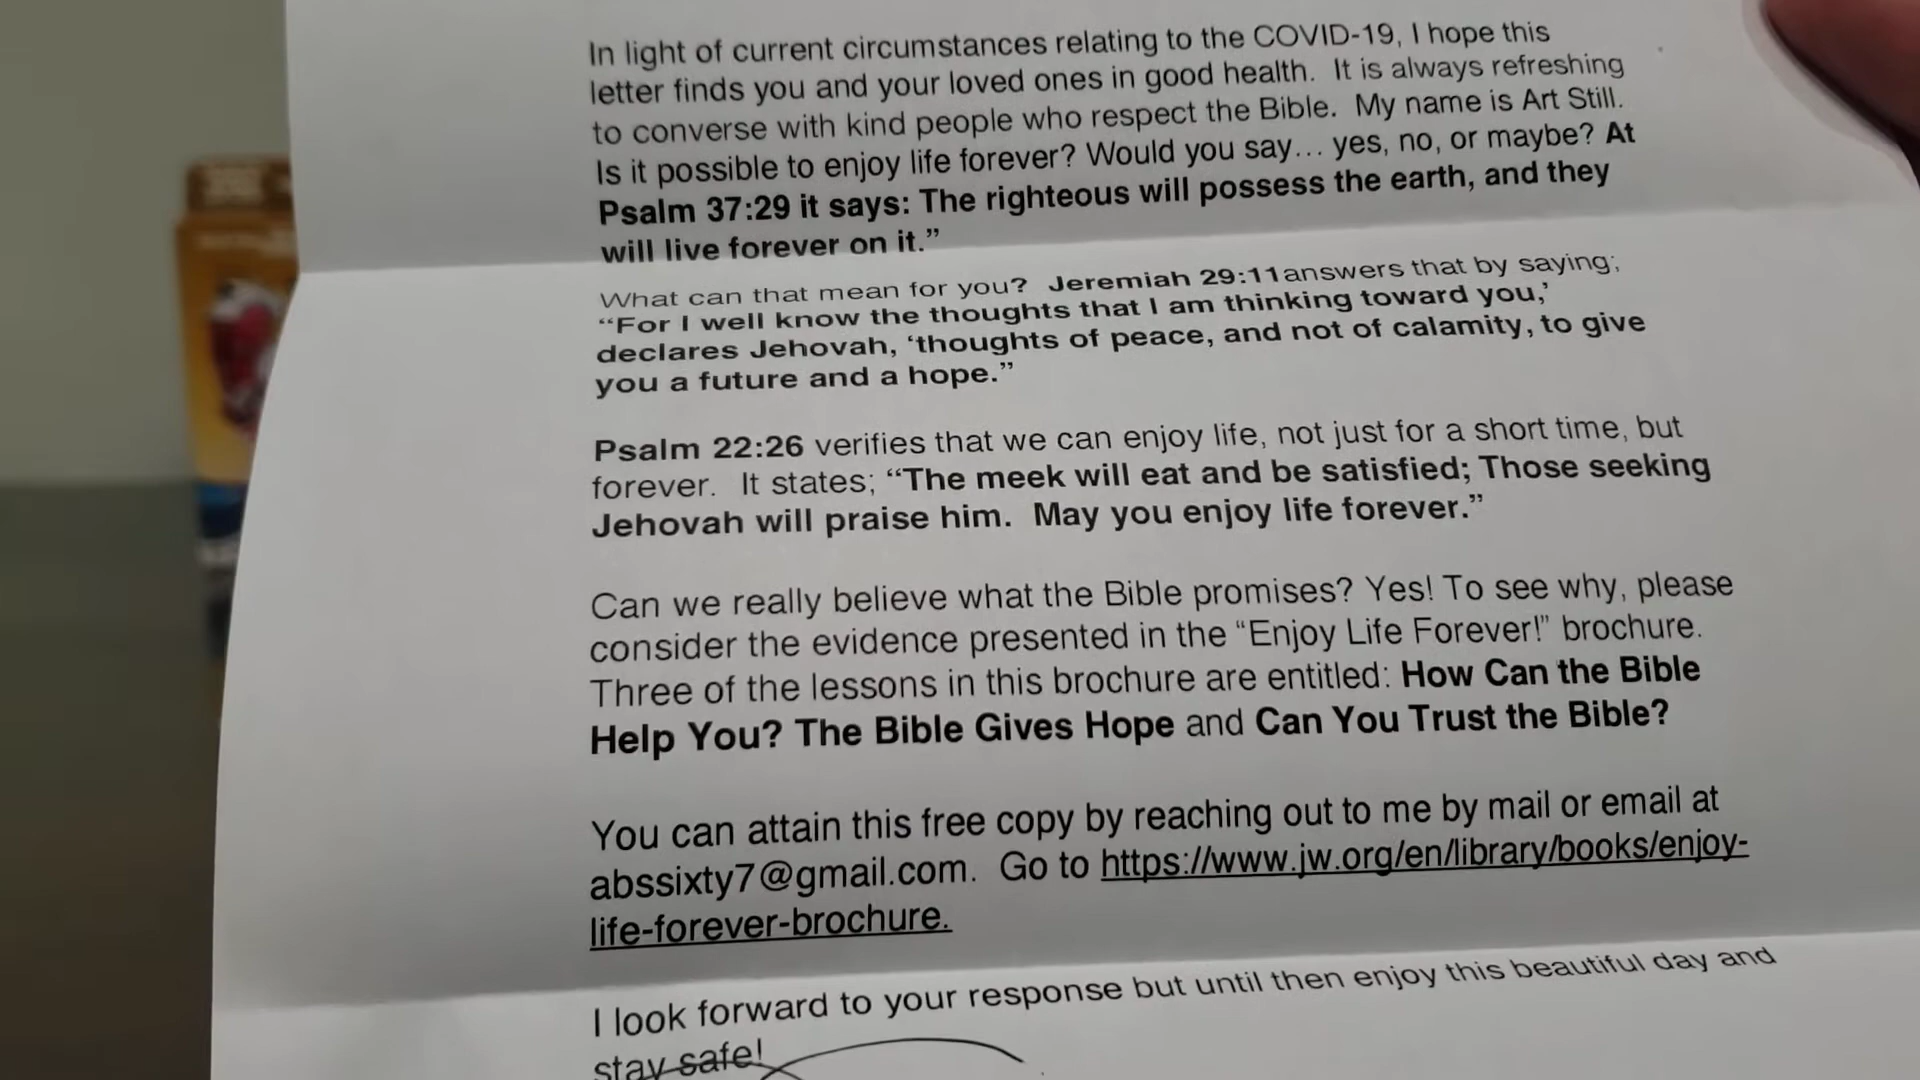 In light of current circumstances relating to the COVID-19, I hope this
letter finds you and your loved ones in good health. It is always refreshing
to converse with kind people who respect the Bible. My name is Art Still.
Is it possible to enjoy life forever? Would you say... yes, no, or maybe? At
Psalm 37:29 it says: The righteous will possess the earth, and they
will live forever on it.”
What can that mean for you? Jeremiah 29:11answers that by saying;
“For I well know the thoughts that I am thinking toward you,’
declares Jehovah, ‘thoughts of peace, and not of calamity, to give
you a future and a hope.”
Psalm 22:26 verifies that we can enjoy life, not just for a short time, but
forever. It states; “The meek will eat and be satisfied; Those seeking
Jehovah will praise him. May you enjoy life forever.”
Can we really believe what the Bible promises? Yes! To see why, please
consider the evidence presented in the “Enjoy Life Forever!” brochure.
Three of the lessons in this brochure are entitled: How Can the Bible
Help You? The Bible Gives Hope and Can You Trust the Bible?
You can attain this free copy by reaching out to me by mail or email at
abssixty7@gmail.com. Go to https://www.jw.org/en/library/books/enjoy-
life-forever-brochure.
I look forward to your response but until then enjoy this beautiful day and
stay safe!